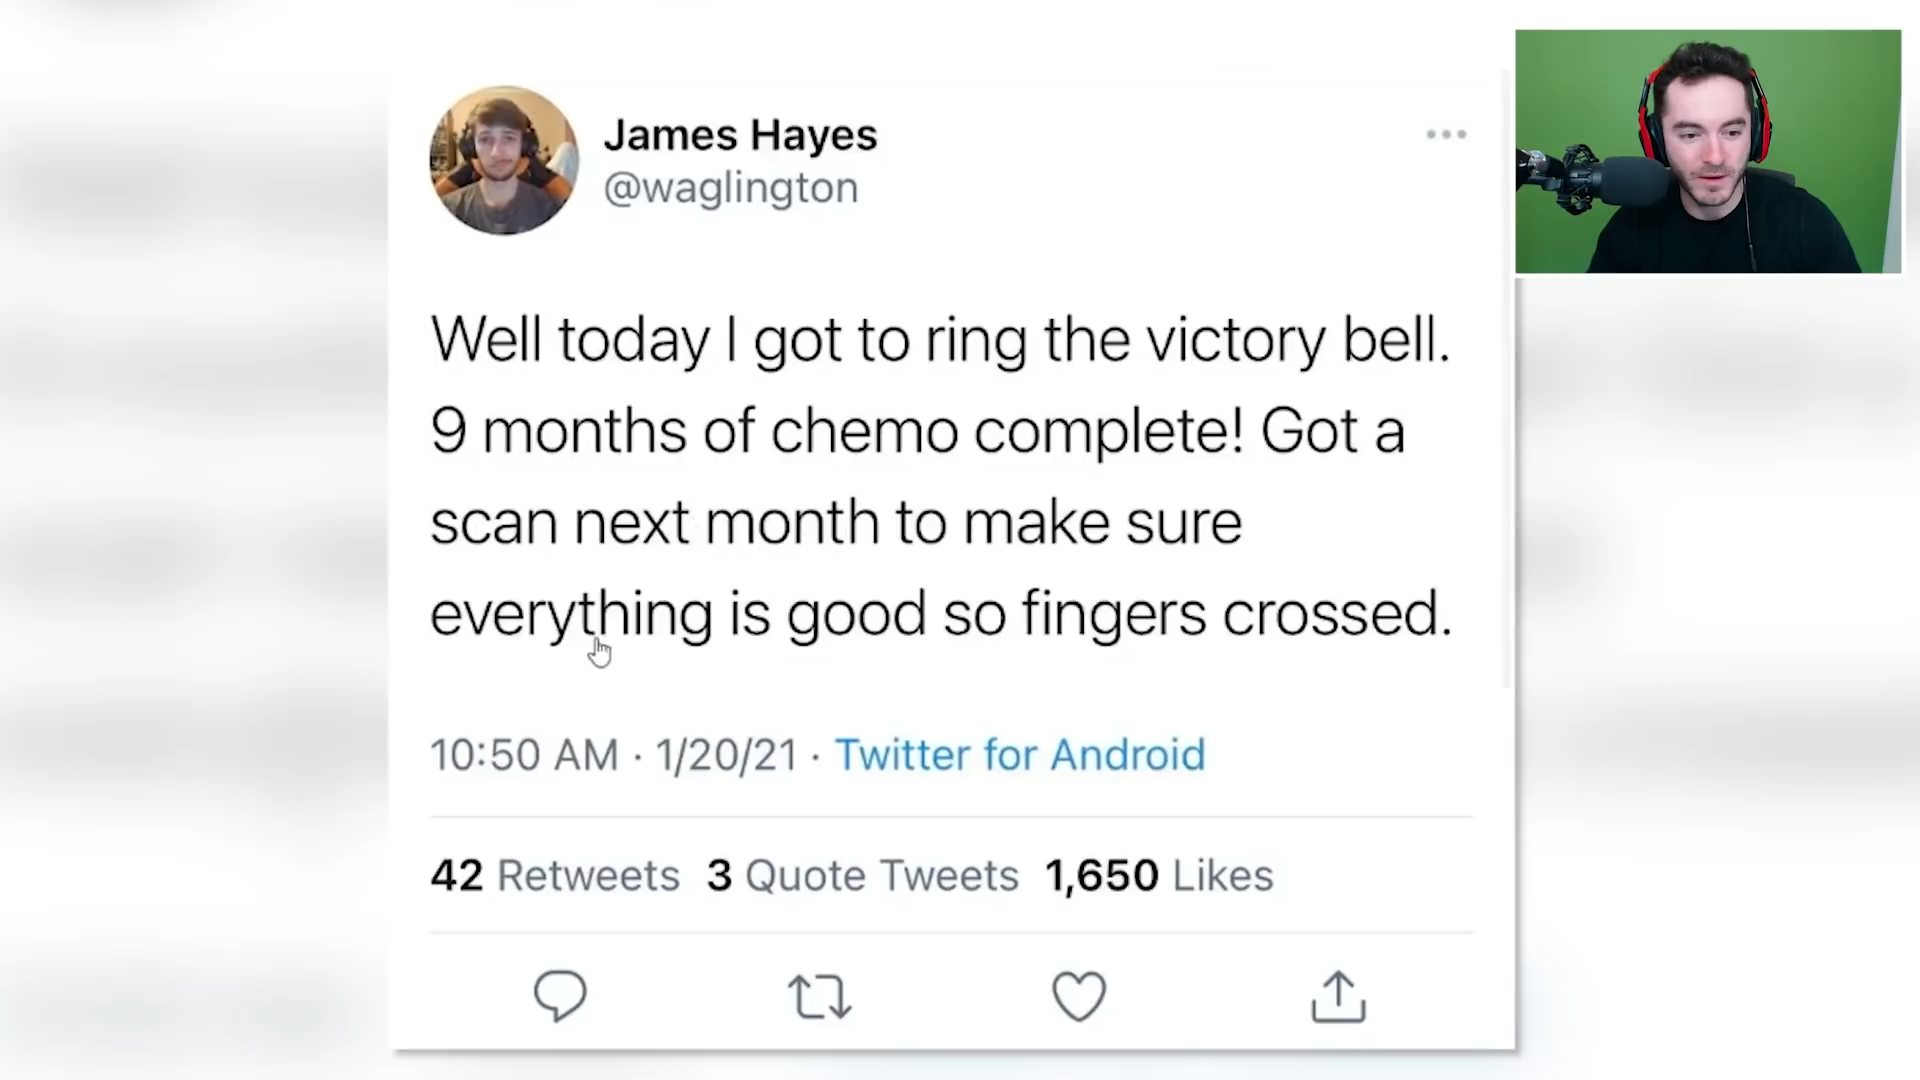 James Hayes
@waglington
Well today I got to ring the victory bell.
9 months of chemo complete! Got a
scan next month to make sure
everything is good so fingers crossed.
10:50 AM · 1/20/21 · Twitter for Android
42 Retweets 3 Quote Tweets 1,650 Likes